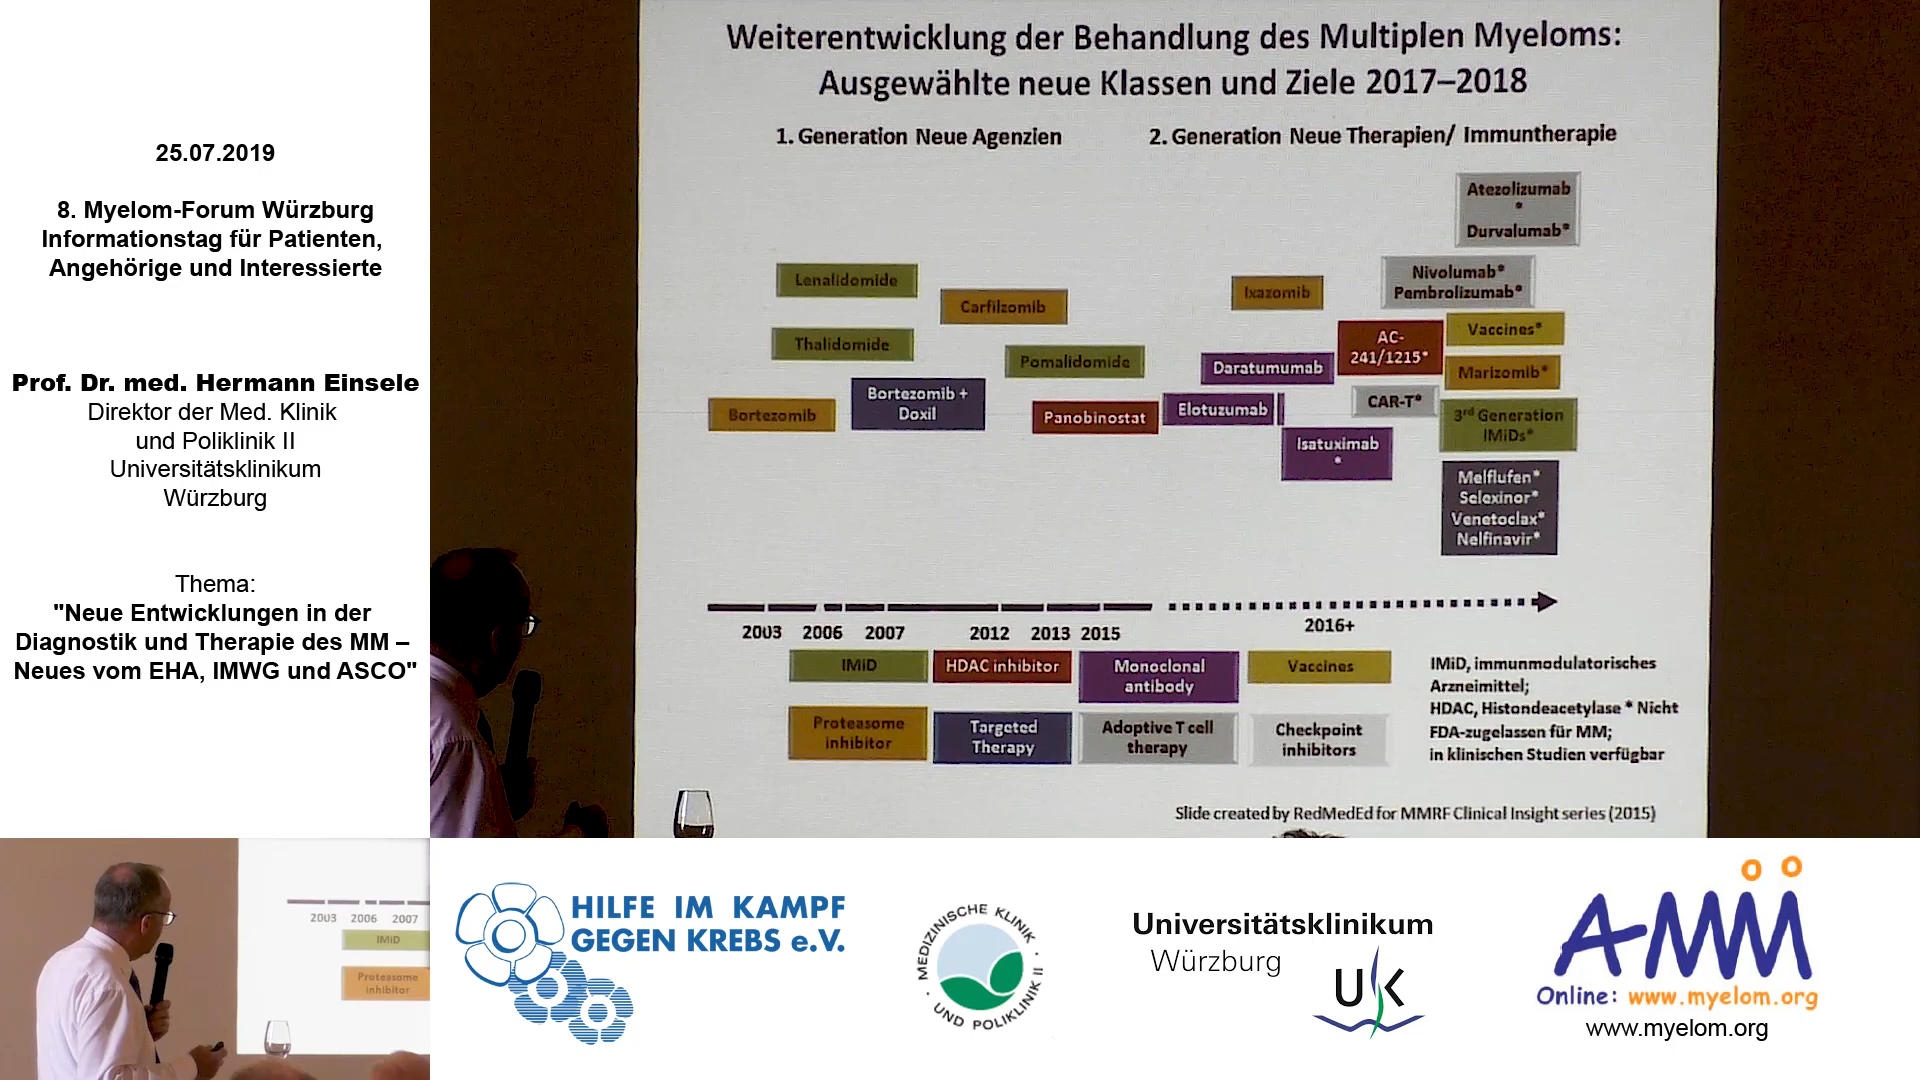 25.07.2019
8. Myelom-Forum Würzburg
Informationstag für Patienten,
Angehörige und Interessierte
Prof. Dr. med. Hermann Einsele
Direktor der Med. Klinik
und Poliklinik II
Universitätsklinikum
Würzburg
Thema:
"Neue Entwicklungen in der
Diagnostik und Therapie des MM –
Neues vom EHA, IMWG und ASCO"
Weiterentwicklung der Behandlung des Multiplen Myeloms:
Ausgewählte neue Klassen und Ziele 2017–2018
1. Generation Neue Agenzien
2. Generation Neue Therapien/ Immuntherapie
Atezolizumab
*
Durvalumab*
Lenalidomide
Carfilzomib
Ixazomib
Nivolumab*
Pembrolizumab*
Thalidomide
Pomalidomide
Daratumumab
AC-
241/1215*
Vaccines*
Marizomib*
Bortezomib
Bortezomib +
Doxil
Panobinostat
Elotuzumab
CAR-T*
3rd Generation
IMiDs*
Isatuximab
*
Melflufen*
Selexinor*
Venetoclax*
Nelfinavir*
2003 2006 2007 2012 2013 2015 2016+
IMiD
HDAC inhibitor
Monoclonal
antibody
Vaccines
Proteasome
inhibitor
Targeted
Therapy
Adoptive T cell
therapy
Checkpoint
inhibitors
IMiD, immunmodulatorisches
Arzneimittel;
HDAC, Histondeacetylase * Nicht
FDA-zugelassen für MM;
in klinischen Studien verfügbar
Slide created by RedMedEd for MMRF Clinical Insight series (2015)
2003 2006 2007
IMiD
Proteasome
inhibitor
HILFE IM KAMPF
GEGEN KREBS e.V.
MEDIZINISCHE KLINIK
UND POLIKLINIK II
Universitätsklinikum
Würzburg
UK
AMM
Online: www.myelom.org
www.myelom.org